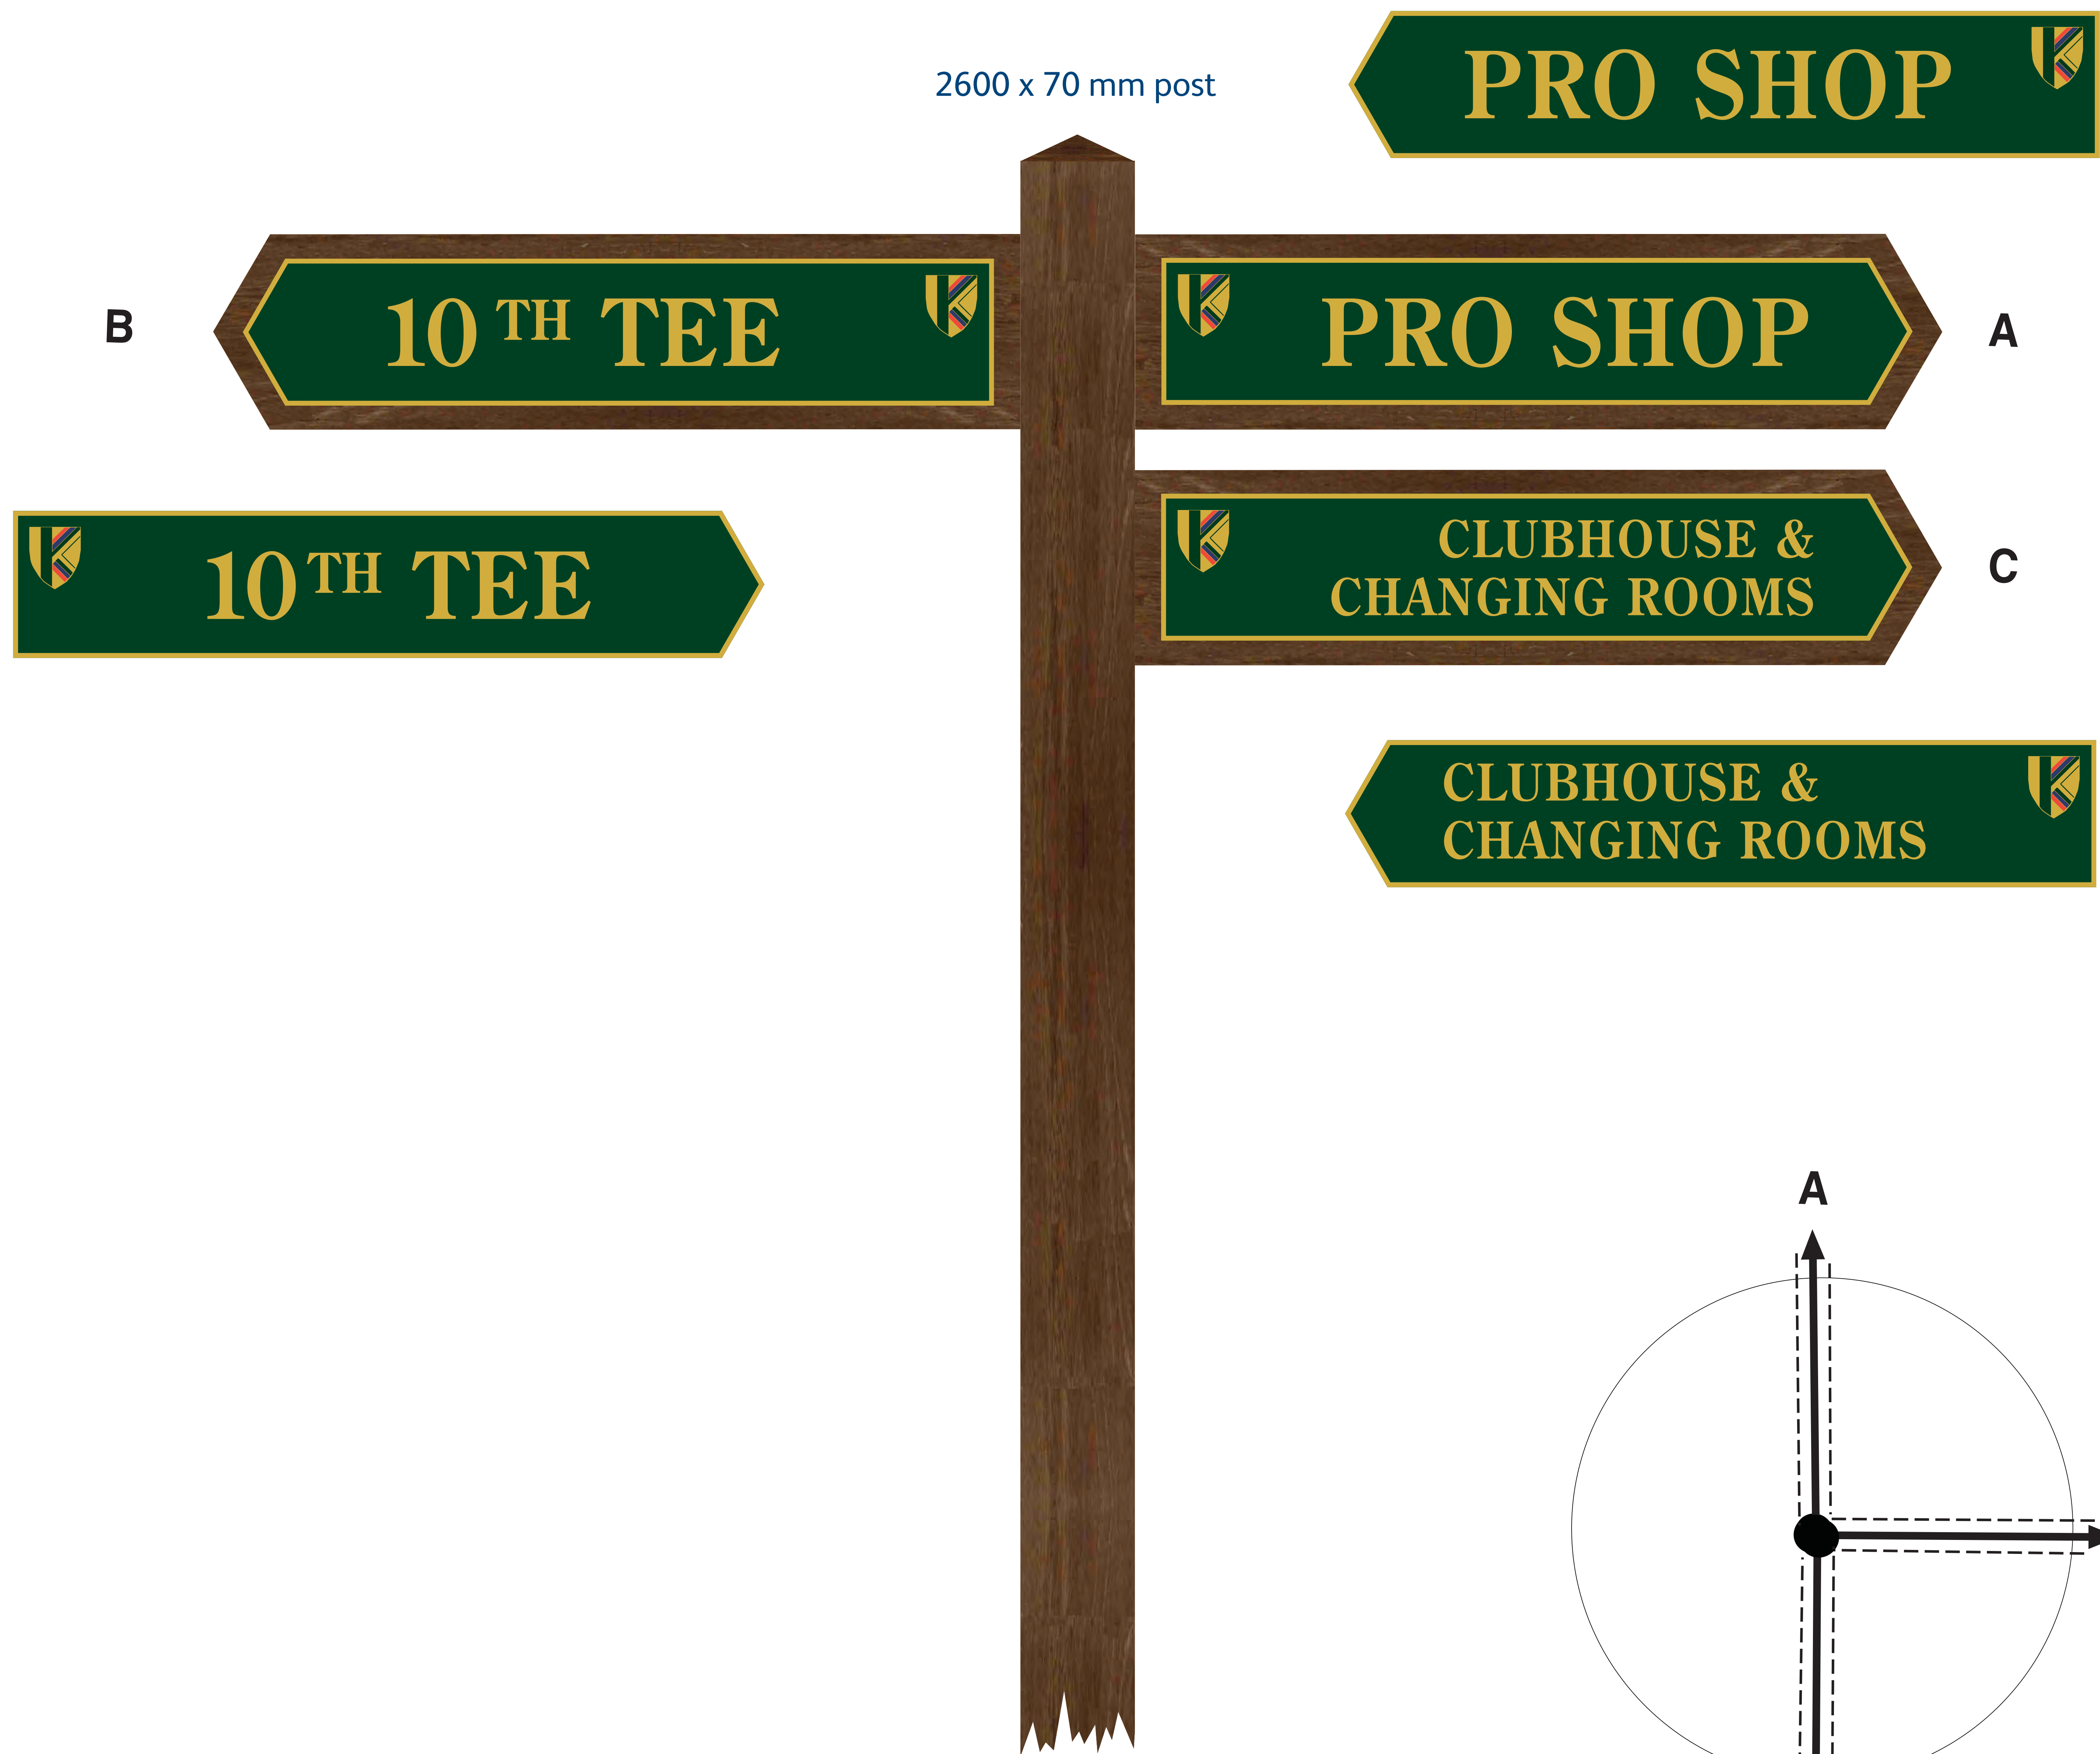 PRO SHOP
2600 x 70 mm post
B
10 TH TEE
PRO SHOP
A
10 TH TEE
CLUBHOUSE &
CHANGING ROOMS
C
CLUBHOUSE &
CHANGING ROOMS
A